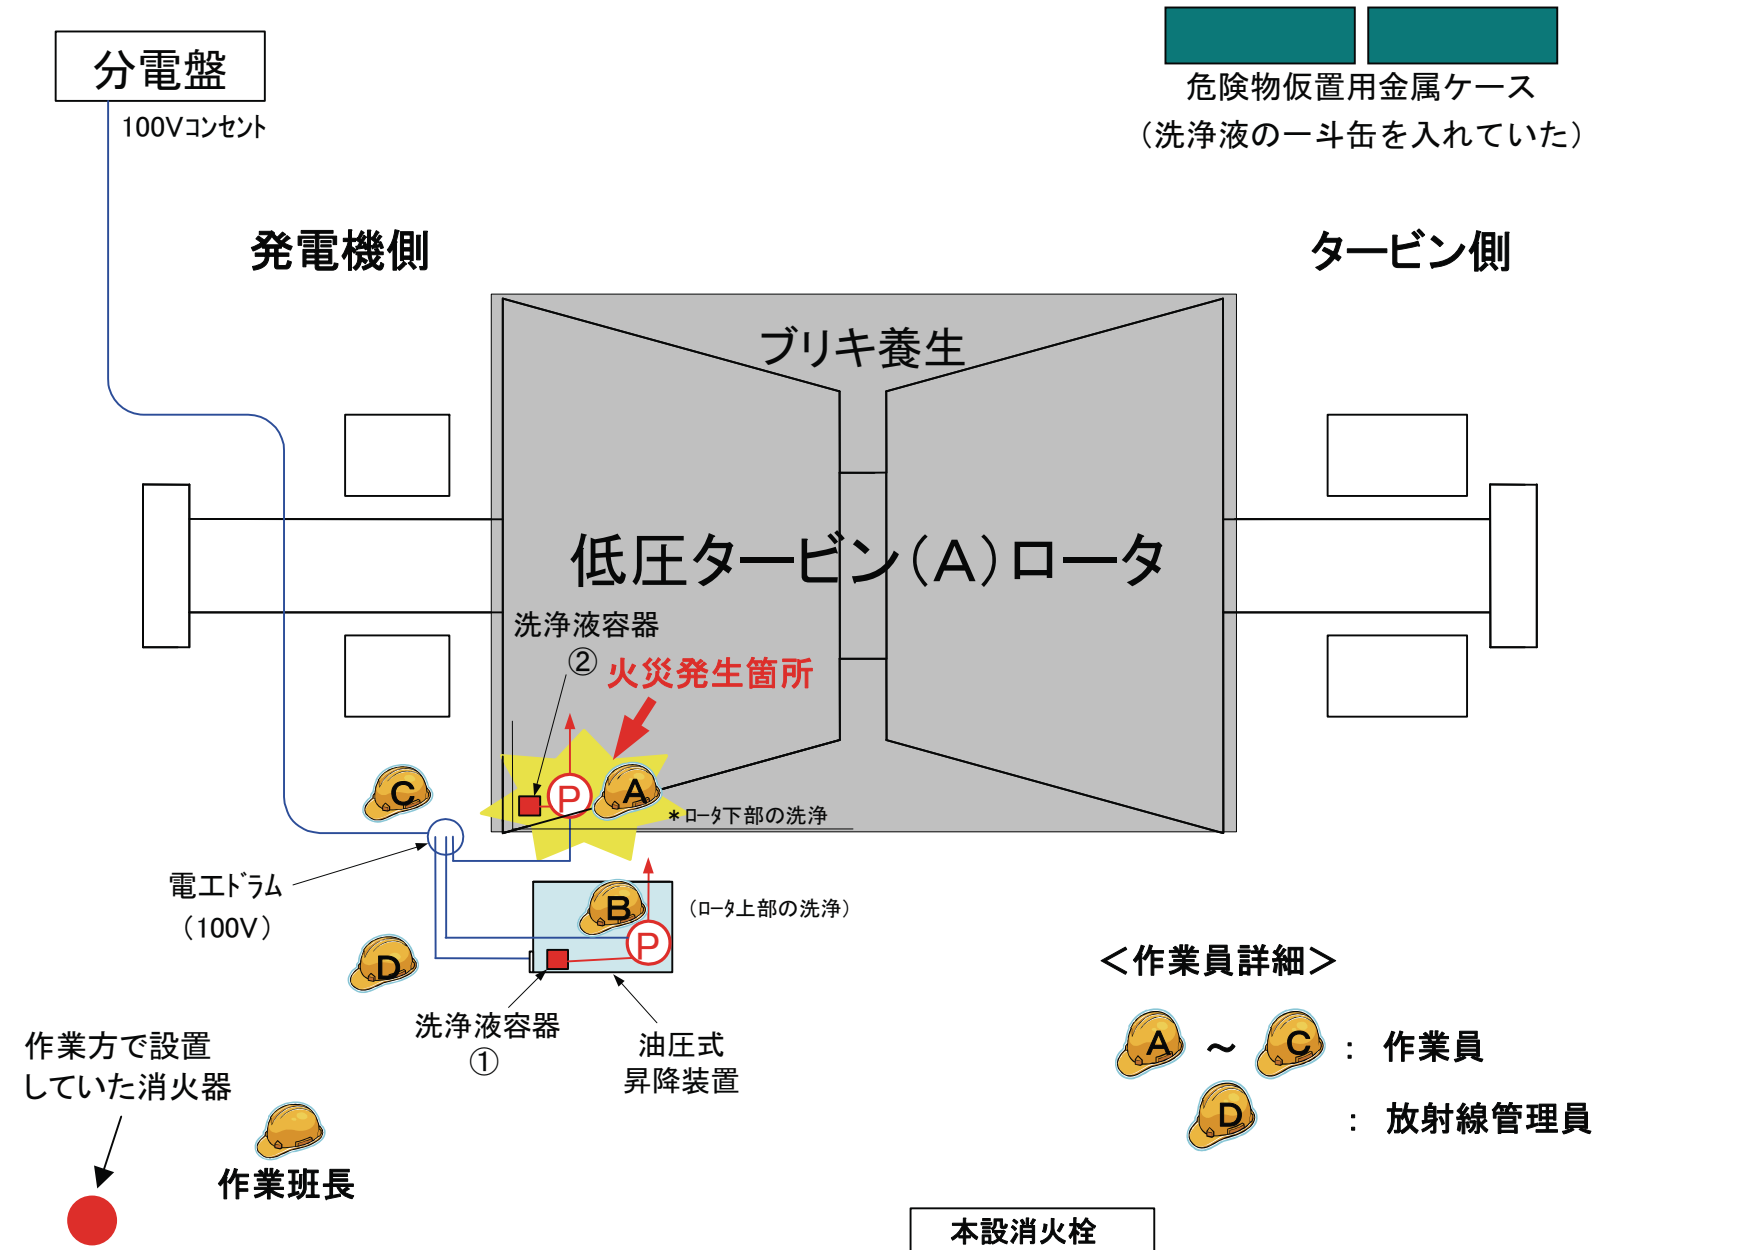 分電盤
100Vコンセント
危険物仮置用金属ケース
（洗浄液の一斗缶を入れていた）
発電機側
タービン側
ブリキ養生
低圧タービン（A）ロータ
洗浄液容器
②
火災発生箇所
C
P
A
＊ロータ下部の洗浄
電工ドラム
（100V）
B
（ロータ上部の洗浄）
P
D
洗浄液容器
①
油圧式
昇降装置
＜作業員詳細＞
A ～ C ： 作業員
D ： 放射線管理員
作業方で設置
していた消火器
作業班長
本設消火栓